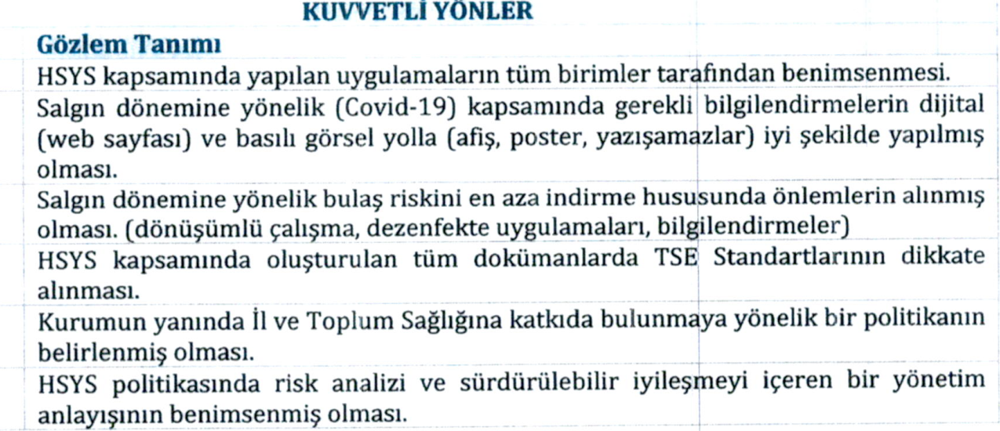 KUVVETLİ YÖNLER
Gözlem Tanımı
HSYS kapsamında yapılan uygulamaların tüm birimler tarafından benimsenmesi.
Salgın dönemine yönelik (Covid-19) kapsamında gerekli bilgilendirmelerin dijital
(web sayfası) ve basılı görsel yolla (afiş, poster, yazışamazlar) iyi şekilde yapılmış
olması.
Salgın dönemine yönelik bulaş riskini en aza indirme hususunda önlemlerin alınmış
olması. (dönüşümlü çalışma, dezenfekte uygulamaları, bilgilendirmeler)
HSYS kapsamında oluşturulan tüm dokümanlarda TSE Standartlarının dikkate
alınması.
Kurumun yanında İl ve Toplum Sağlığına katkıda bulunmaya yönelik bir politikanın
belirlenmiş olması.
HSYS politikasında risk analizi ve sürdürülebilir iyileşmeyi içeren bir yönetim
anlayışının benimsenmiş olması.